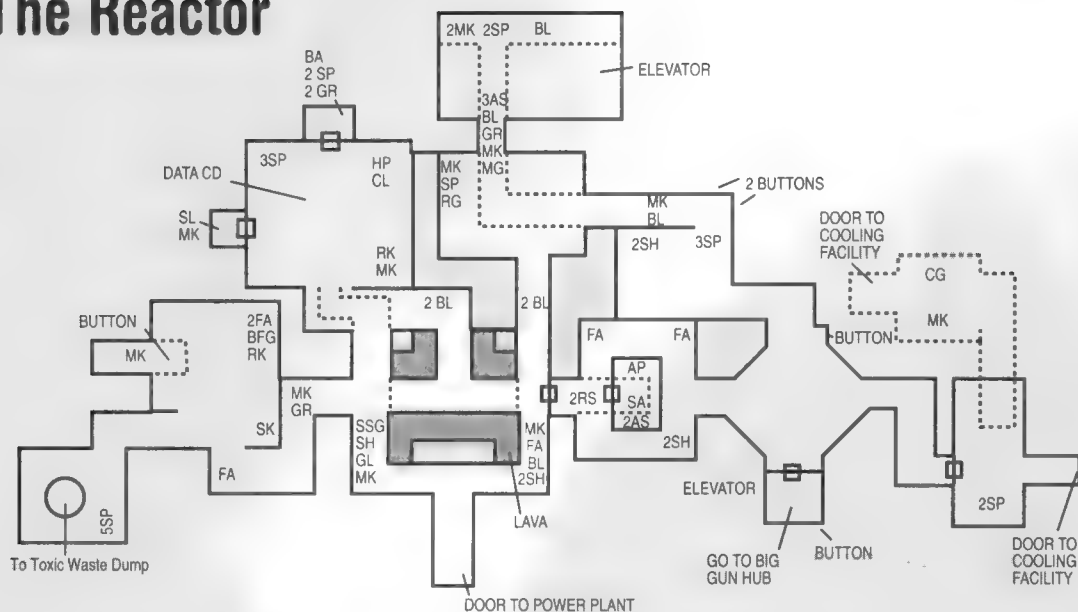 The Reactor
2MK 2SP BL
ELEVATOR
BA
2 SP
2 GR
3AS
BL
GR
MK
MG
3SP
HP
CL
DATA CD
MK
SP
RG
2 BUTTONS
MK
BL
SL
MK
2SH
3SP
DOOR TO
COOLING
FACILITY
CG
RK
MK
2 BL
2 BL
BUTTON
MK
2FA
BFG
RK
FA
FA
BUTTON
MK
MK
GR
AP
2RS
SA
2AS
SK
SSG
SH
GL
MK
MK
FA
BL
2SH
2SH
FA
5SP
ELEVATOR
2SP
LAVA
To Toxic Waste Dump
GO TO BIG
GUN HUB
BUTTON
DOOR TO
COOLING
FACILITY
DOOR TO POWER PLANT